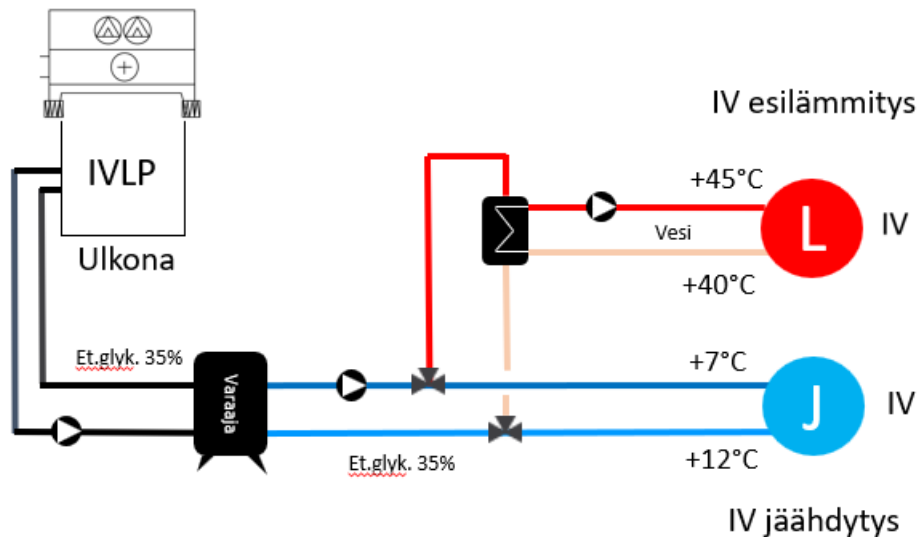 IV esilämmitys
IVLP
+45°C
L
IV
Vesi
Ulkona
+40°C
Et.glyk. 35%
+7°C
Varaaja
J
IV
Et.glyk. 35%
+12°C
IV jäähdytys